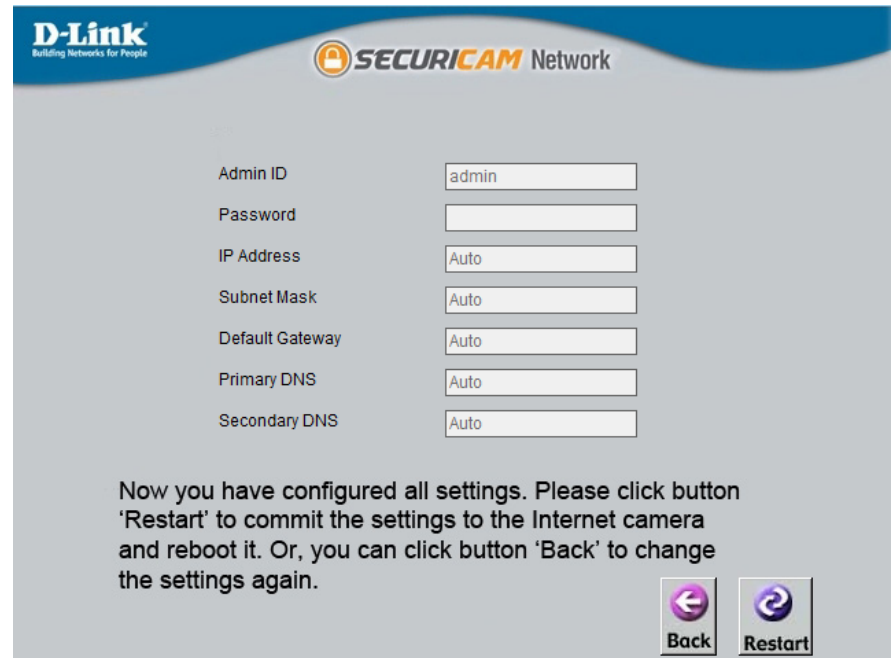 D-Link
Building Networks for People
SECURICAM Network
Admin ID admin
Password
IP Address Auto
Subnet Mask Auto
Default Gateway Auto
Primary DNS Auto
Secondary DNS Auto
Now you have configured all settings. Please click button
‘Restart’ to commit the settings to the Internet camera
and reboot it. Or, you can click button ‘Back’ to change
the settings again.
Back Restart